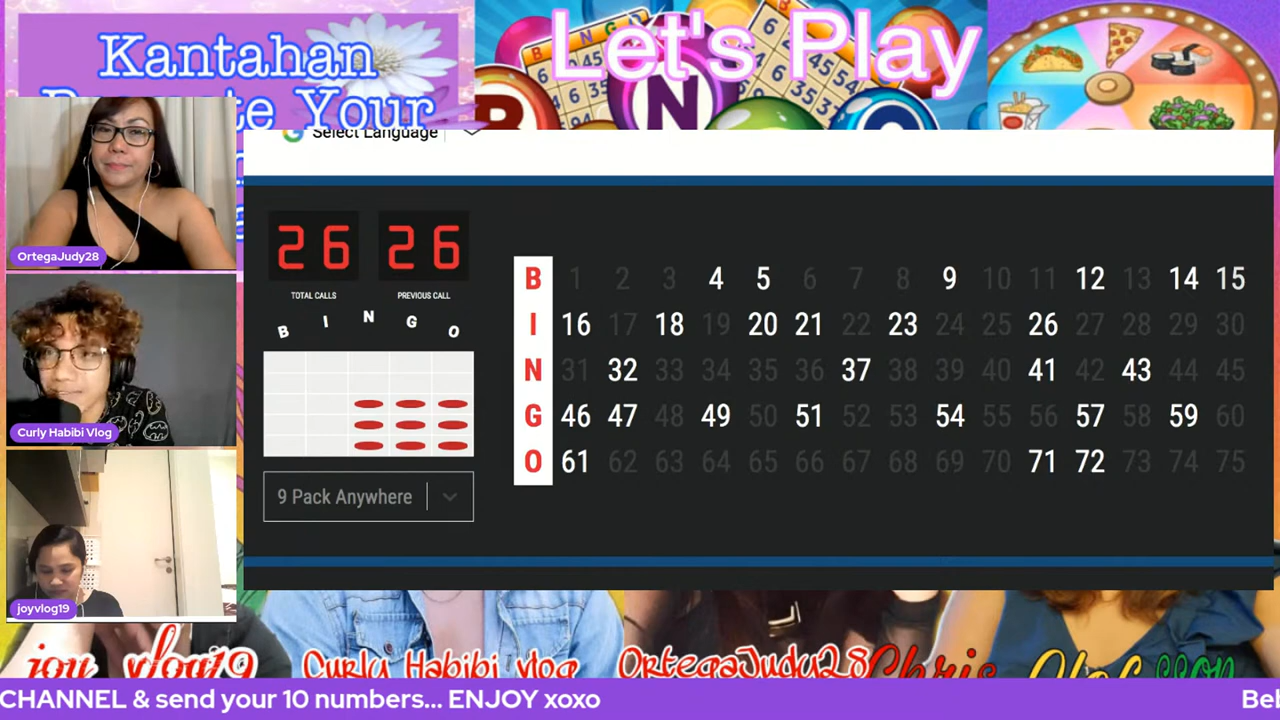 Kantahan
te Your
Let's Play
B I N G O
N
Select Language
OrtegaJudy28
Curly Habibi Vlog
joyvlog19
26 26
TOTAL CALLS PREVIOUS CALL
B I N G O
9 Pack Anywhere
B 1 2 3 4 5 6 7 8 9 10 11 12 13 14 15
I 16 17 18 19 20 21 22 23 24 25 26 27 28 29 30
N 31 32 33 34 35 36 37 38 39 40 41 42 43 44 45
G 46 47 48 49 50 51 52 53 54 55 56 57 58 59 60
O 61 62 63 64 65 66 67 68 69 70 71 72 73 74 75
joy vlog19 Curly Habibi vlog OrtegaJudy28 Chris
CHANNEL & send your 10 numbers... ENJOY xoxo